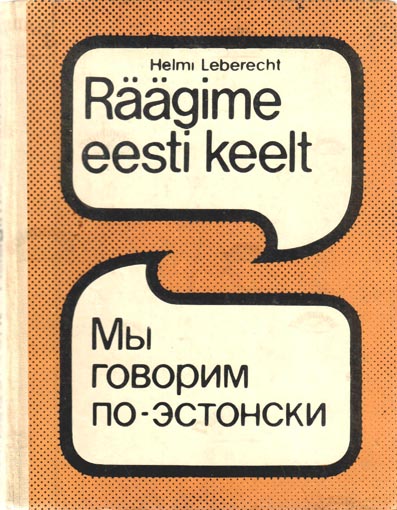 Helmi Leberecht
Räägime
eesti keelt
Мы
говорим
по-эстонски